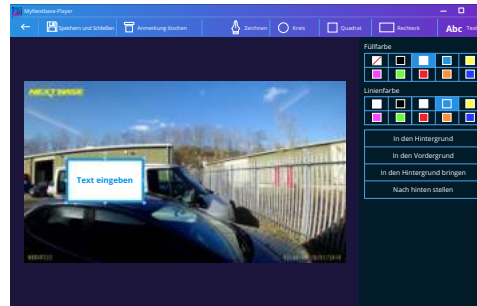 MyNextbase-Player
Speichern und Schließen
Anmerkung löschen
Zeichnen
Kreis
Quadrat
Rechteck
Abc Text
Füllfarbe
NEXTBASE
Linienfarbe
In den Hintergrund
In den Vordergrund
Text eingeben
In den Hintergrund bringen
Nach hinten stellen